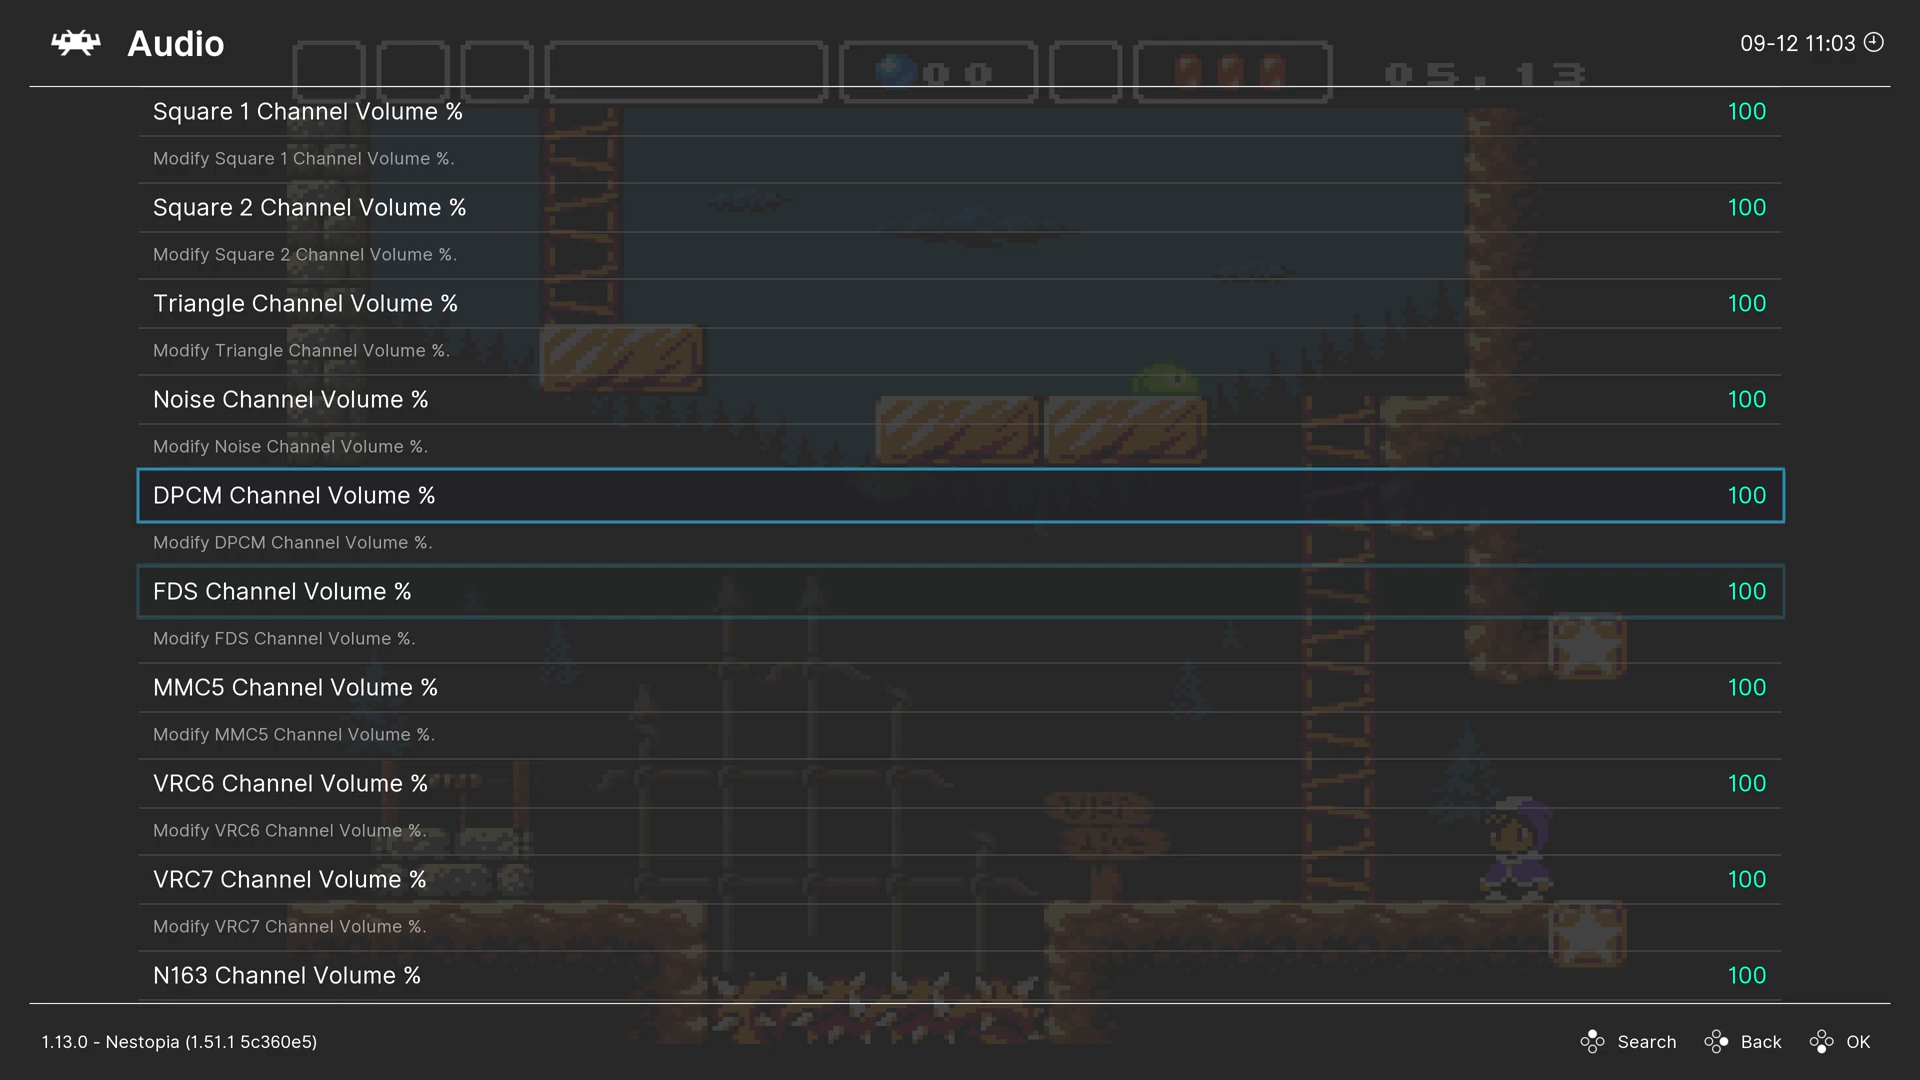 Audio
09-12 11:03
00
05,13
Square 1 Channel Volume % 100
Modify Square 1 Channel Volume %.
Square 2 Channel Volume % 100
Modify Square 2 Channel Volume %.
Triangle Channel Volume % 100
Modify Triangle Channel Volume %.
Noise Channel Volume % 100
Modify Noise Channel Volume %.
DPCM Channel Volume % 100
Modify DPCM Channel Volume %.
FDS Channel Volume % 100
Modify FDS Channel Volume %.
MMC5 Channel Volume % 100
Modify MMC5 Channel Volume %.
VRC6 Channel Volume % 100
Modify VRC6 Channel Volume %.
VRC7 Channel Volume % 100
Modify VRC7 Channel Volume %.
N163 Channel Volume % 100
1.13.0 - Nestopia (1.51.1 5c360e5)
Search Back OK